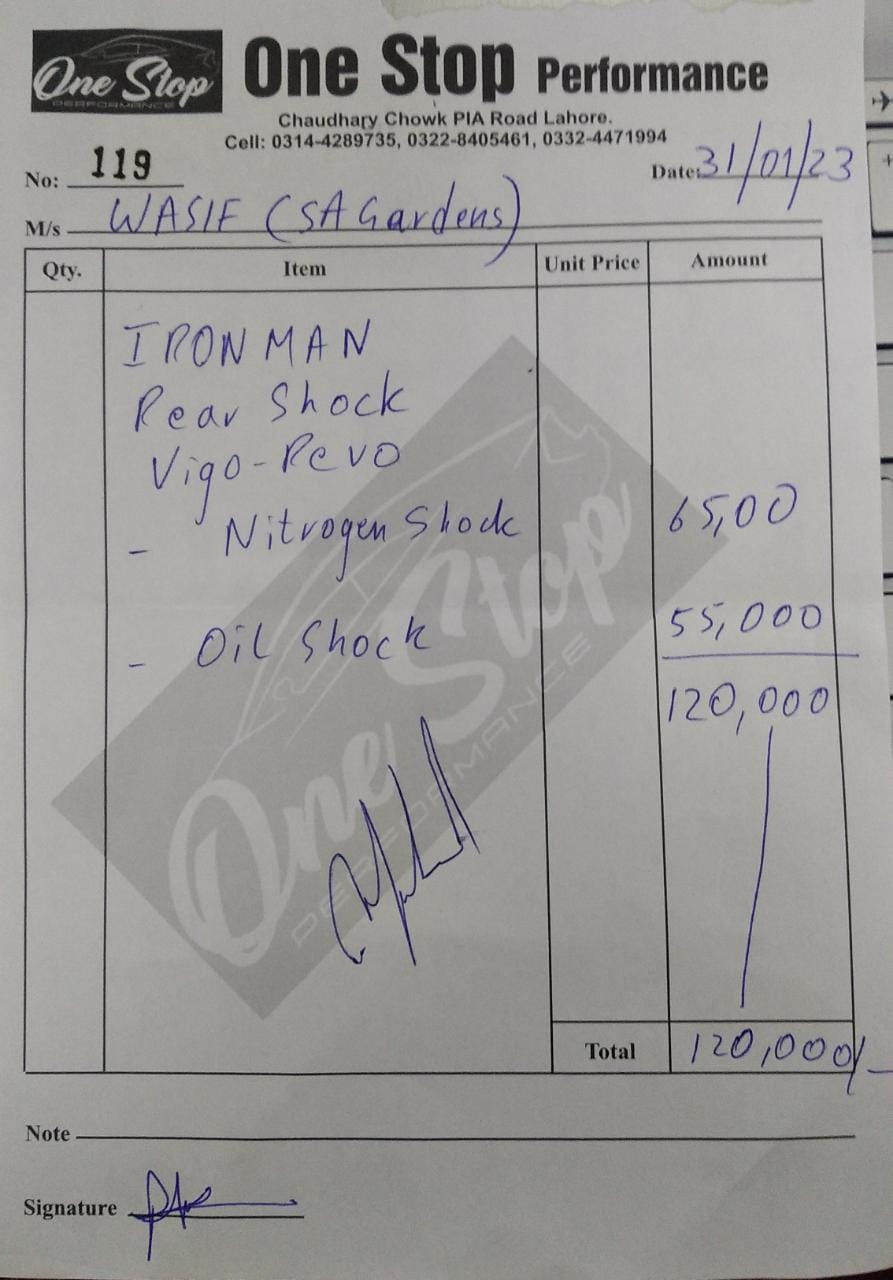 One Stop
PERFORMANCE
One Stop Performance
Chaudhary Chowk PIA Road Lahore.
Cell: 0314-4289735, 0322-8405461, 0332-4471994
No: 119 Date: 31/01/23
M/s WASIF (SA Gardens)
Qty. Item Unit Price Amount
IRONMAN
Rear Shock
Vigo-Revo
- Nitrogen Shock 65,00
- Oil Shock 55,000
120,000
One Stop
PERFORMANCE
Total 120,000/-
Note
Signature